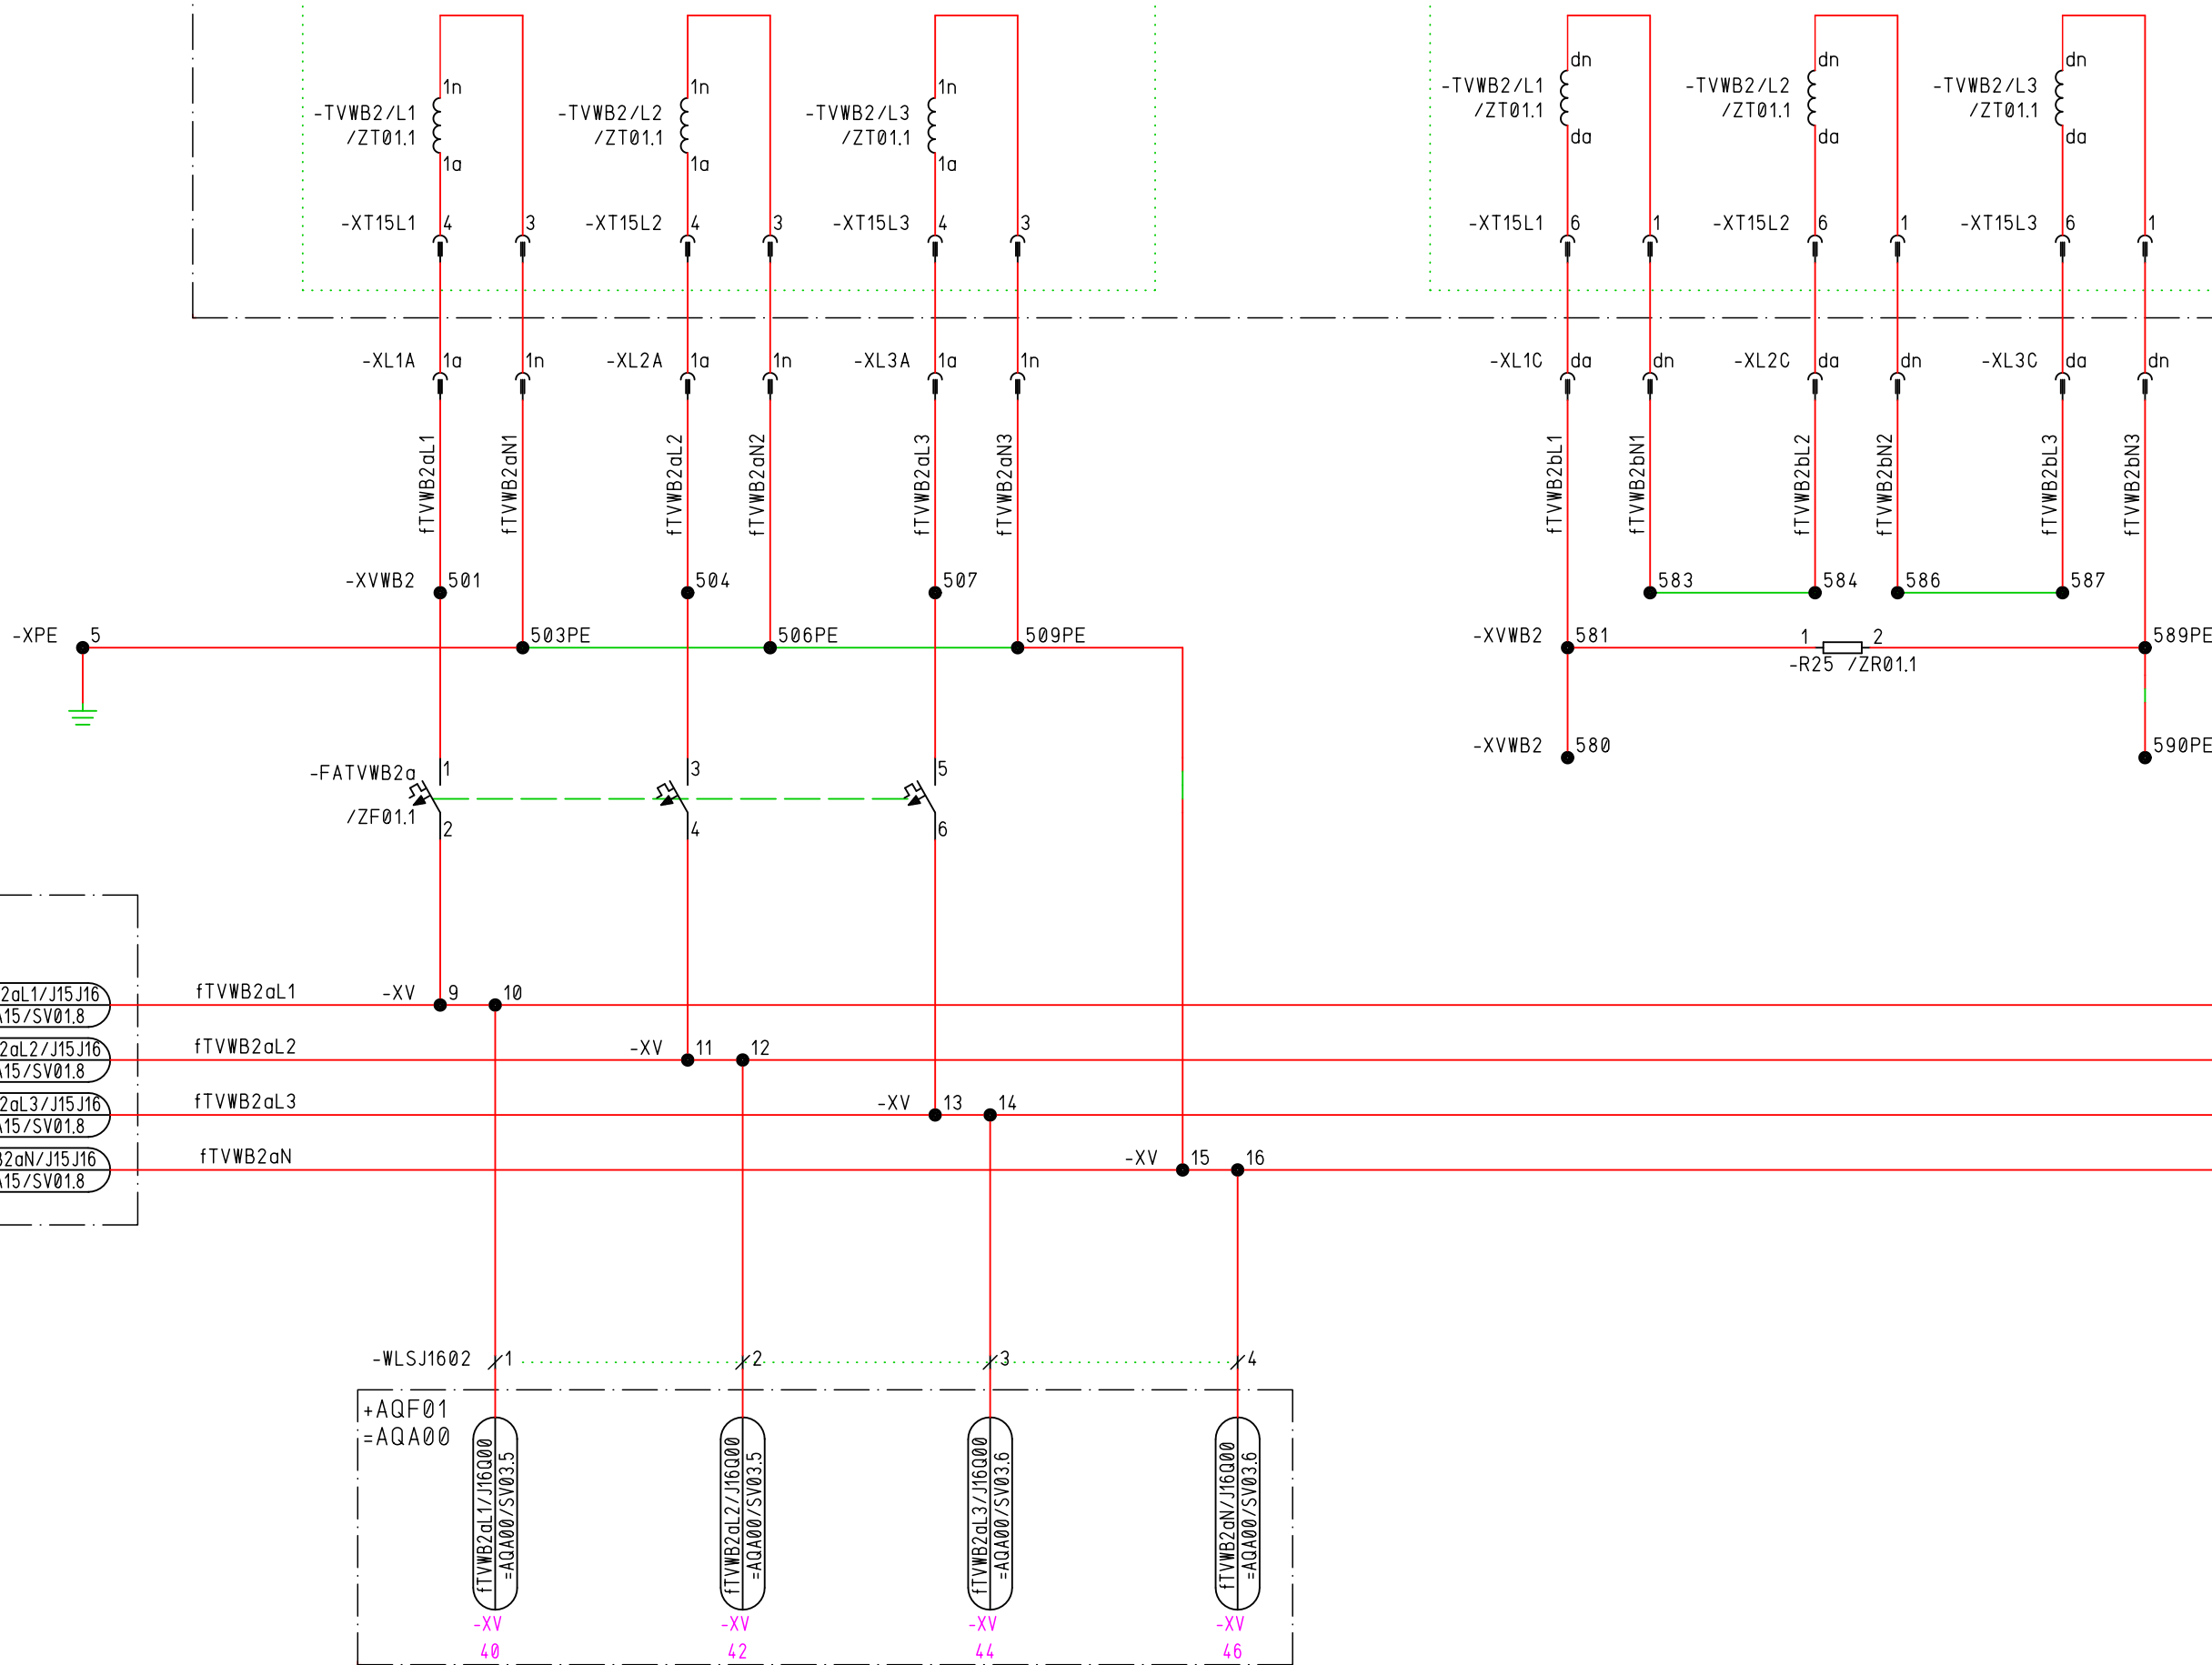 1n 1n 1n dn dn dn
-TVWB2/L1 -TVWB2/L2 -TVWB2/L3 -TVWB2/L1 -TVWB2/L2 -TVWB2/L3
/ZT01.1 /ZT01.1 /ZT01.1 /ZT01.1 /ZT01.1 /ZT01.1
1a 1a 1a da da da
-XT15L1 4 3 -XT15L2 4 3 -XT15L3 4 3 -XT15L1 6 1 -XT15L2 6 1 -XT15L3 6 1
-XL1A 1a 1n -XL2A 1a 1n -XL3A 1a 1n -XL1C da dn -XL2C da dn -XL3C da dn
fTVWB2aL1 fTVWB2aN1 fTVWB2aL2 fTVWB2aN2 fTVWB2aL3 fTVWB2aN3 fTVWB2bL1 fTVWB2bN1 fTVWB2bL2 fTVWB2bN2 fTVWB2bL3 fTVWB2bN3
-XVWB2 501 504 507 583 584 586 587
-XPE 5 503PE 506PE 509PE -XVWB2 581 1 2 589PE
-R25 /ZR01.1
-XVWB2 580 590PE
-FATVWB2a 1 3 5
/ZF01.1 2 4 6
2aL1/J15J16 fTVWB2aL1 -XV 9 10
A15/SV01.8
2aL2/J15J16 fTVWB2aL2 -XV 11 12
A15/SV01.8
2aL3/J15J16 fTVWB2aL3 -XV 13 14
A15/SV01.8
B2aN/J15J16 fTVWB2aN -XV 15 16
A15/SV01.8
-WLSJ1602 1 2 3 4
+AQF01
=AQA00
fTVWB2aL1/J16Q00
=AQA00/SV03.5
fTVWB2aL2/J16Q00
=AQA00/SV03.5
fTVWB2aL3/J16Q00
=AQA00/SV03.6
fTVWB2aN/J16Q00
=AQA00/SV03.6
-XV -XV -XV -XV
40 42 44 46